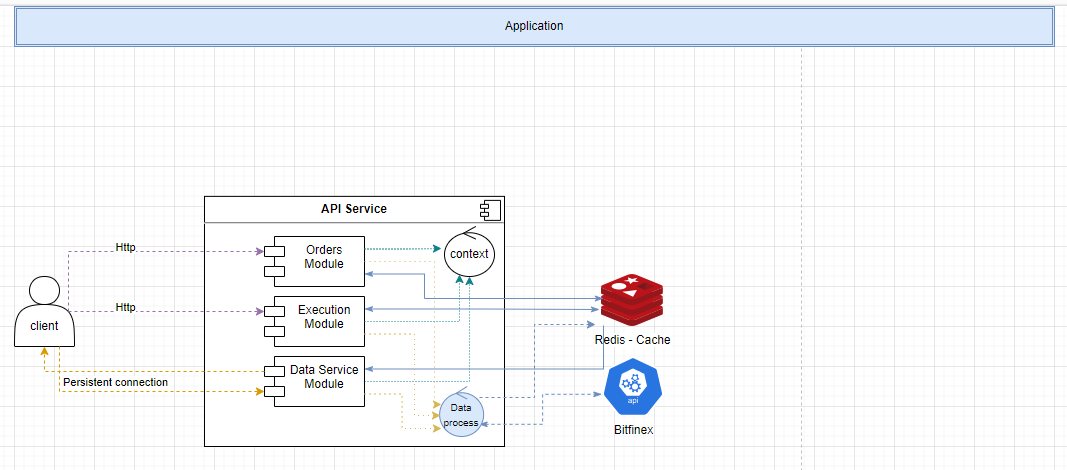 Application
API Service
Orders
Module
context
Http
Execution
Module
Http
client
Redis - Cache
Data Service
Module
Persistent connection
api
Data
process
Bitfinex